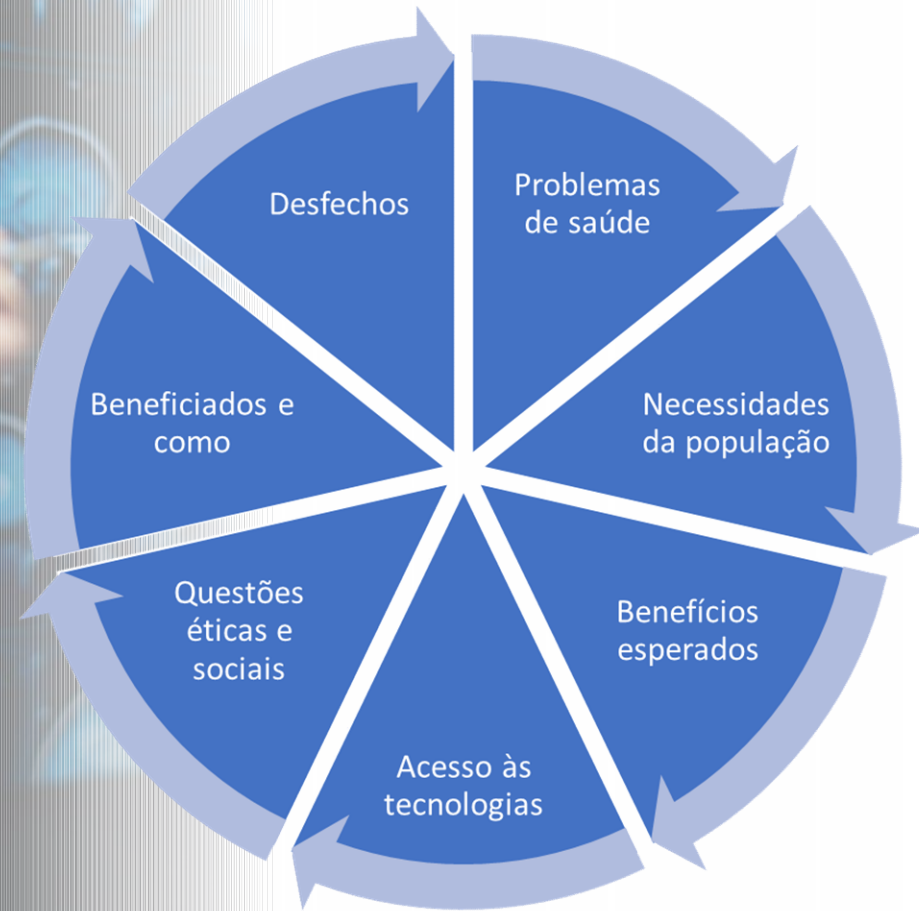 Problemas
de saúde
Necessidades
da população
Benefícios
esperados
Acesso às
tecnologias
Questões
éticas e
sociais
Beneficiados e
como
Desfechos